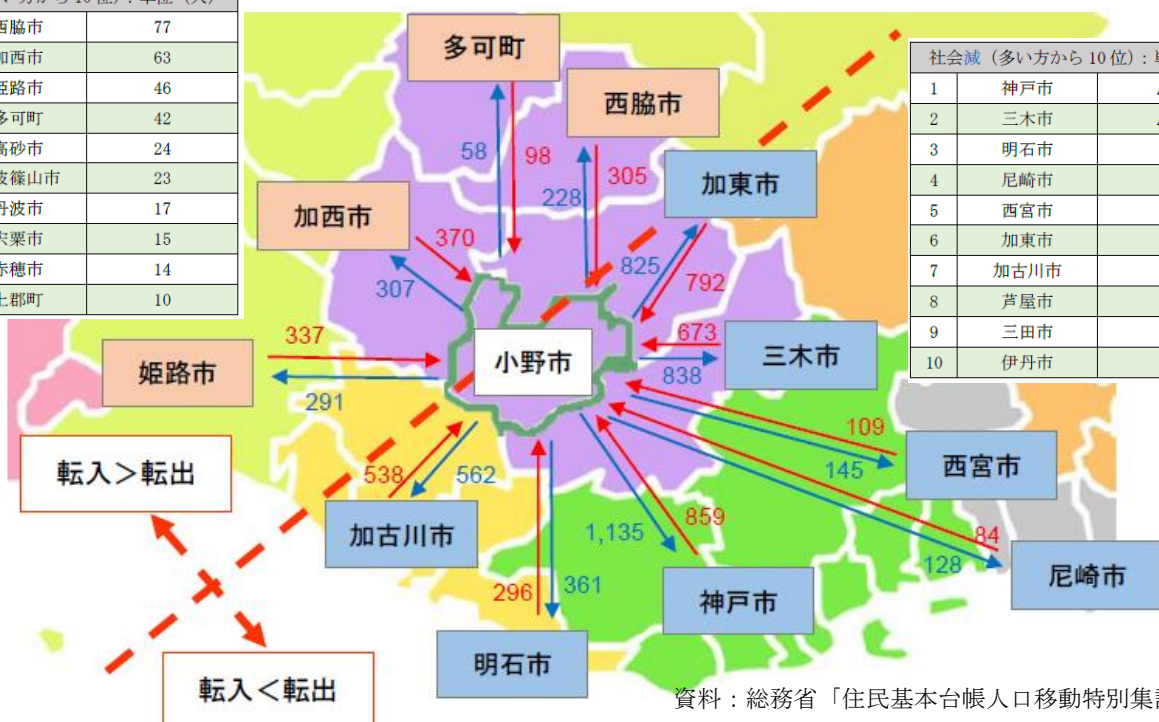 西脇市 77
加西市 63
姫路市 46
多可町 42
高砂市 24
篠山市 23
丹波市 17
宍粟市 15
赤穂市 14
上郡町 10
社会減（多い方から10位）：
1 神戸市
2 三木市
3 明石市
4 尼崎市
5 西宮市
6 加東市
7 加古川市
8 芦屋市
9 三田市
10 伊丹市
多可町
58
98
西脇市
228
305
加東市
825
792
加西市
370
307
小野市
673
838
三木市
姫路市
337
291
109
145
西宮市
538
562
加古川市
296
361
明石市
1,135
859
神戸市
84
128
尼崎市
転入＞転出
転入＜転出
資料：総務省「住民基本台帳人口移動特別集